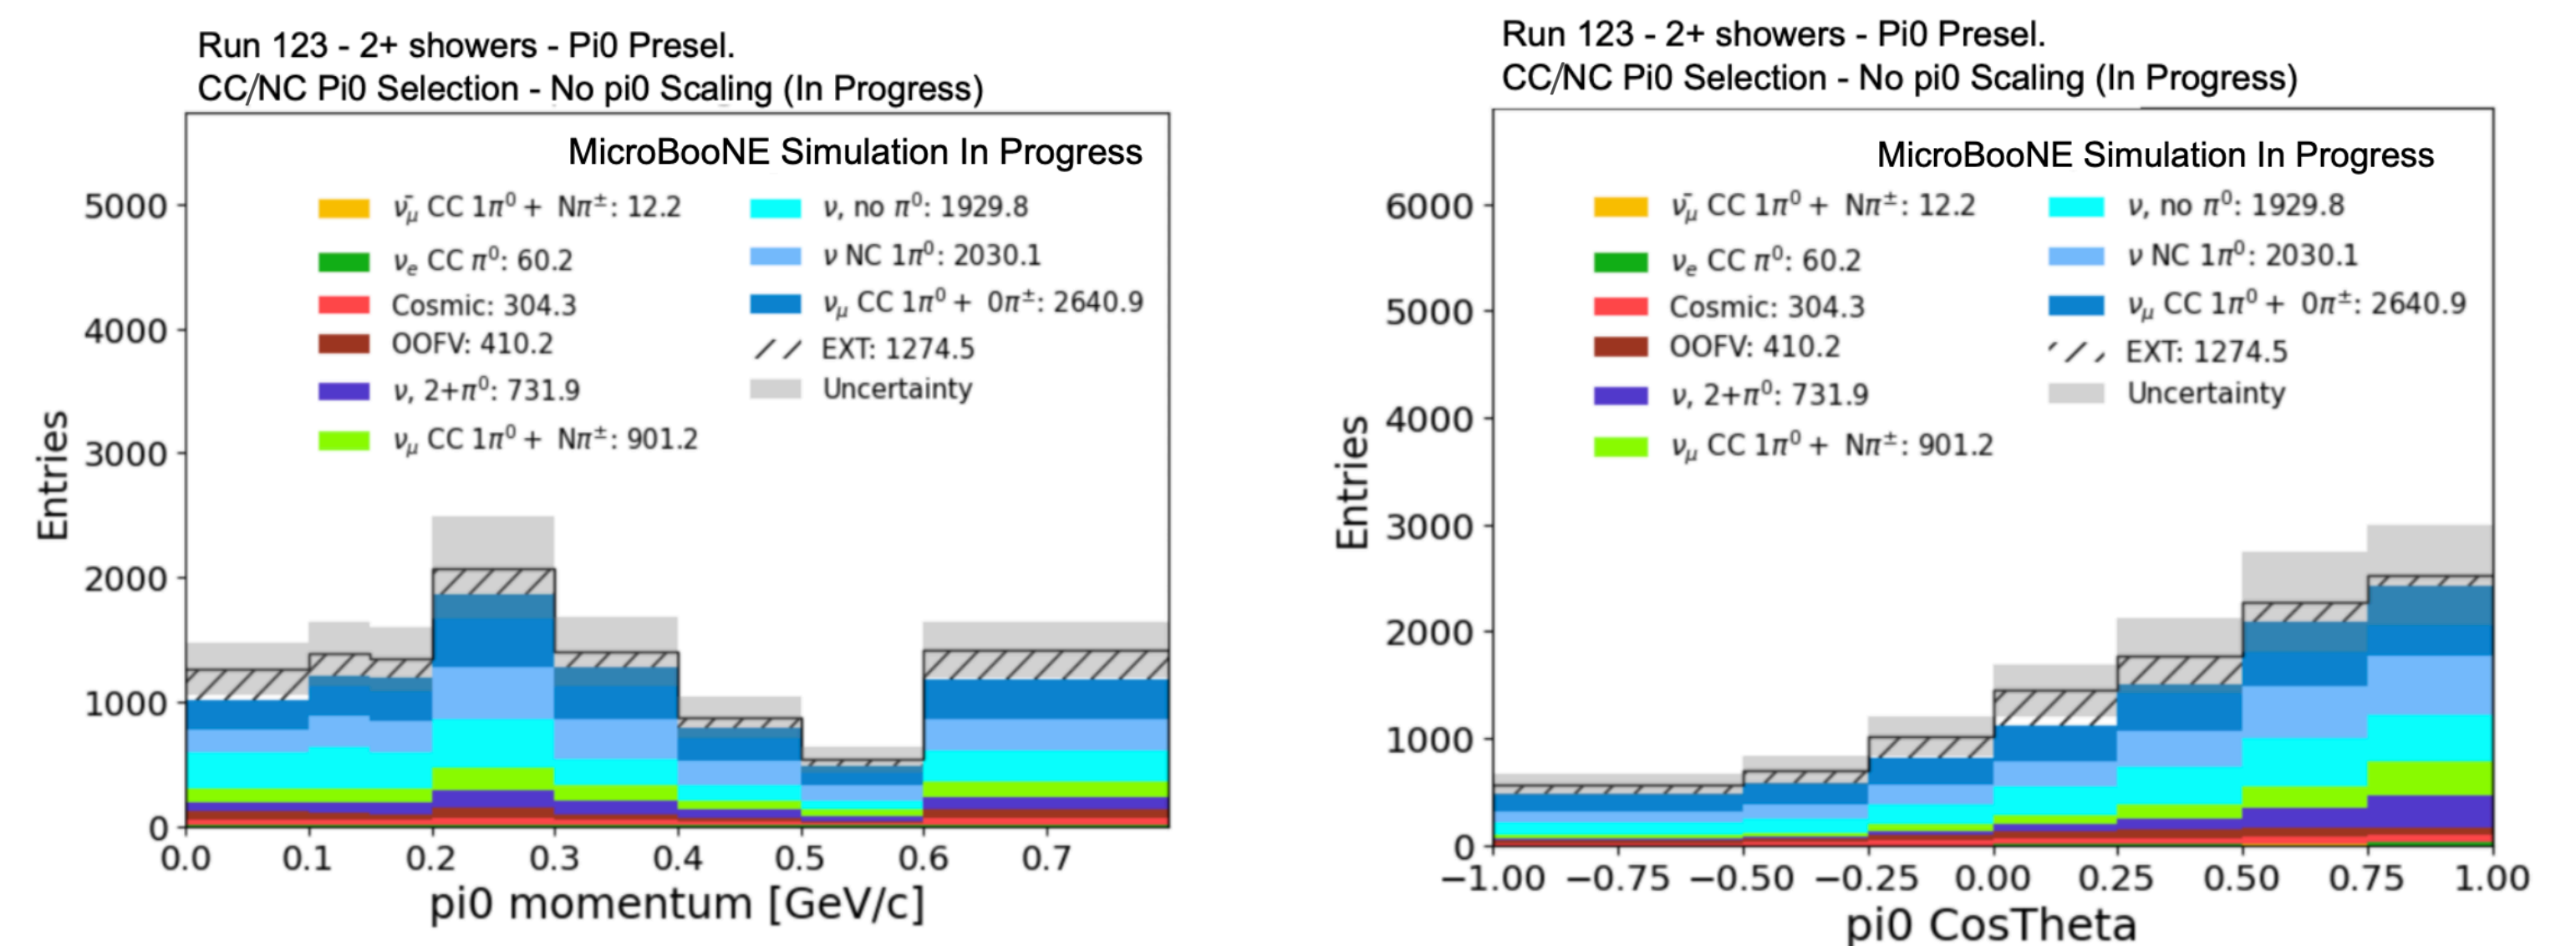 Run 123 - 2+ showers - Pi0 Presel.
CC/NC Pi0 Selection - No pi0 Scaling (In Progress)
MicroBooNE Simulation In Progress
ν̄_μ CC 1π⁰ + Nπ±: 12.2
ν_e CC π⁰: 60.2
Cosmic: 304.3
OOFV: 410.2
ν, 2+π⁰: 731.9
ν_μ CC 1π⁰ + Nπ±: 901.2
ν, no π⁰: 1929.8
ν NC 1π⁰: 2030.1
ν_μ CC 1π⁰ + 0π±: 2640.9
EXT: 1274.5
Uncertainty
Entries
5000
4000
3000
2000
1000
0
0.0 0.1 0.2 0.3 0.4 0.5 0.6 0.7
pi0 momentum [GeV/c]
Run 123 - 2+ showers - Pi0 Presel.
CC/NC Pi0 Selection - No pi0 Scaling (In Progress)
MicroBooNE Simulation In Progress
ν̄_μ CC 1π⁰ + Nπ±: 12.2
ν_e CC π⁰: 60.2
Cosmic: 304.3
OOFV: 410.2
ν, 2+π⁰: 731.9
ν_μ CC 1π⁰ + Nπ±: 901.2
ν, no π⁰: 1929.8
ν NC 1π⁰: 2030.1
ν_μ CC 1π⁰ + 0π±: 2640.9
EXT: 1274.5
Uncertainty
Entries
6000
5000
4000
3000
2000
1000
0
−1.00 −0.75 −0.50 −0.25 0.00 0.25 0.50 0.75 1.00
pi0 CosTheta